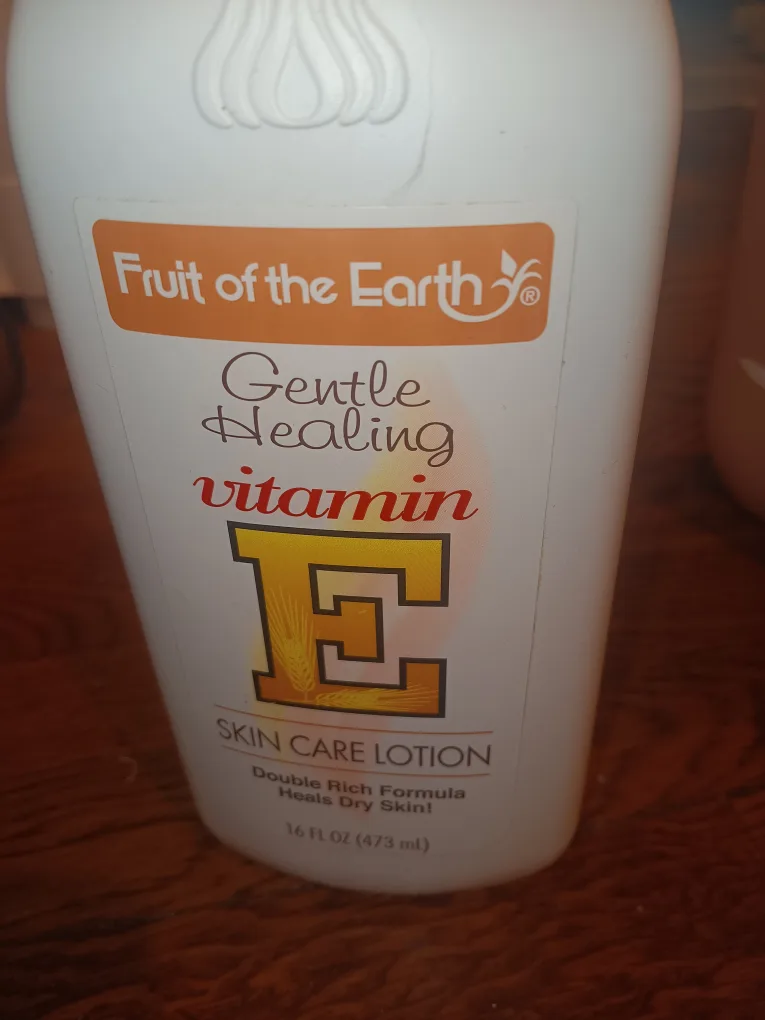 Fruit of the Earth®
Gentle
Healing
vitamin
E
SKIN CARE LOTION
Double Rich Formula
Heals Dry Skin!
16 FL OZ (473 mL)